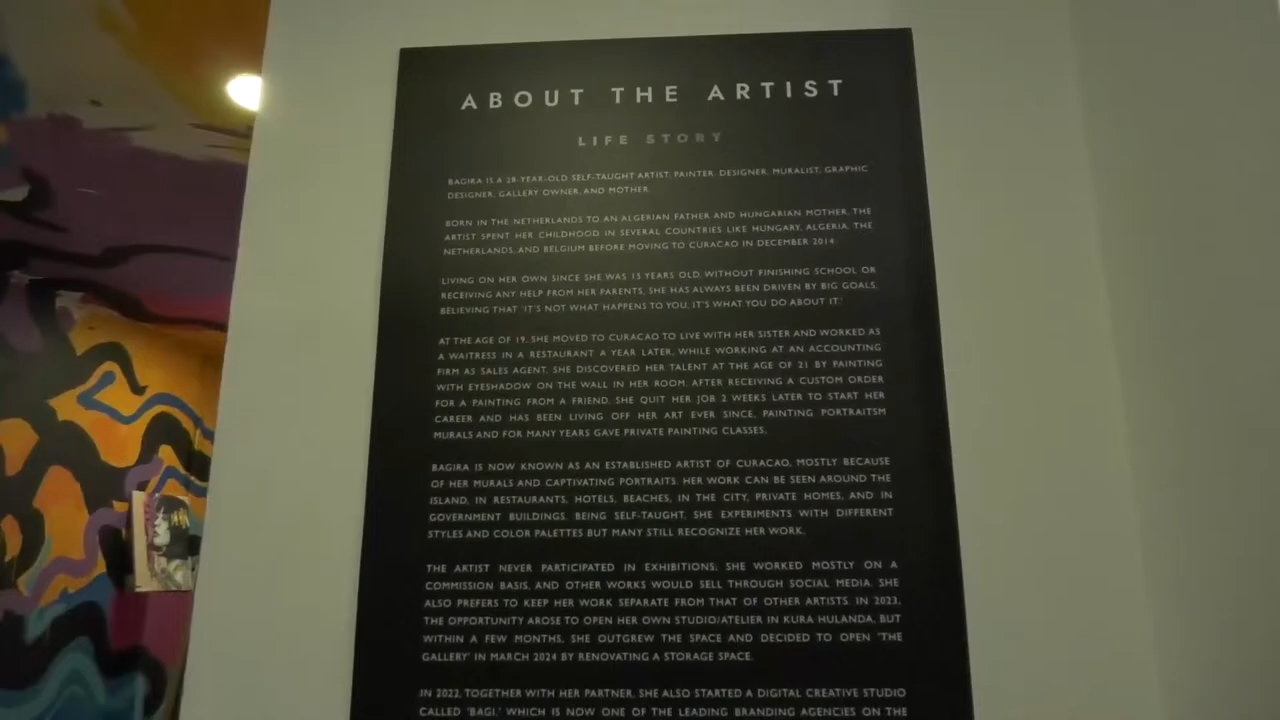 ABOUT THE ARTIST
LIFE STORY
BAGIRA IS A 28-YEAR-OLD SELF-TAUGHT ARTIST, PAINTER, DESIGNER, MURALIST, GRAPHIC
DESIGNER, GALLERY OWNER, AND MOTHER.
BORN IN THE NETHERLANDS TO AN ALGERIAN FATHER AND HUNGARIAN MOTHER, THE
ARTIST SPENT HER CHILDHOOD IN SEVERAL COUNTRIES LIKE HUNGARY, ALGERIA, THE
NETHERLANDS, AND BELGIUM BEFORE MOVING TO CURACAO IN DECEMBER 2014.
LIVING ON HER OWN SINCE SHE WAS 15 YEARS OLD, WITHOUT FINISHING SCHOOL OR
RECEIVING ANY HELP FROM HER PARENTS, SHE HAS ALWAYS BEEN DRIVEN BY BIG GOALS,
BELIEVING THAT 'IT'S NOT WHAT HAPPENS TO YOU, IT'S WHAT YOU DO ABOUT IT.'
AT THE AGE OF 19, SHE MOVED TO CURACAO TO LIVE WITH HER SISTER AND WORKED AS
A WAITRESS IN A RESTAURANT A YEAR LATER, WHILE WORKING AT AN ACCOUNTING
FIRM AS SALES AGENT, SHE DISCOVERED HER TALENT AT THE AGE OF 21 BY PAINTING
WITH EYESHADOW ON THE WALL IN HER ROOM. AFTER RECEIVING A CUSTOM ORDER
FOR A PAINTING FROM A FRIEND, SHE QUIT HER JOB 2 WEEKS LATER TO START HER
CAREER AND HAS BEEN LIVING OFF HER ART EVER SINCE, PAINTING PORTRAITSM
MURALS AND FOR MANY YEARS GAVE PRIVATE PAINTING CLASSES.
BAGIRA IS NOW KNOWN AS AN ESTABLISHED ARTIST OF CURACAO, MOSTLY BECAUSE
OF HER MURALS AND CAPTIVATING PORTRAITS. HER WORK CAN BE SEEN AROUND THE
ISLAND, IN RESTAURANTS, HOTELS, BEACHES, IN THE CITY, PRIVATE HOMES, AND IN
GOVERNMENT BUILDINGS. BEING SELF-TAUGHT, SHE EXPERIMENTS WITH DIFFERENT
STYLES AND COLOR PALETTES BUT MANY STILL RECOGNIZE HER WORK.
THE ARTIST NEVER PARTICIPATED IN EXHIBITIONS; SHE WORKED MOSTLY ON A
COMMISSION BASIS, AND OTHER WORKS WOULD SELL THROUGH SOCIAL MEDIA. SHE
ALSO PREFERS TO KEEP HER WORK SEPARATE FROM THAT OF OTHER ARTISTS. IN 2023,
THE OPPORTUNITY AROSE TO OPEN HER OWN STUDIO/ATELIER IN KURA HULANDA, BUT
WITHIN A FEW MONTHS, SHE OUTGREW THE SPACE AND DECIDED TO OPEN 'THE
GALLERY' IN MARCH 2024 BY RENOVATING A STORAGE SPACE.
IN 2022, TOGETHER WITH HER PARTNER, SHE ALSO STARTED A DIGITAL CREATIVE STUDIO
CALLED 'BAGI,' WHICH IS NOW ONE OF THE LEADING BRANDING AGENCIES ON THE